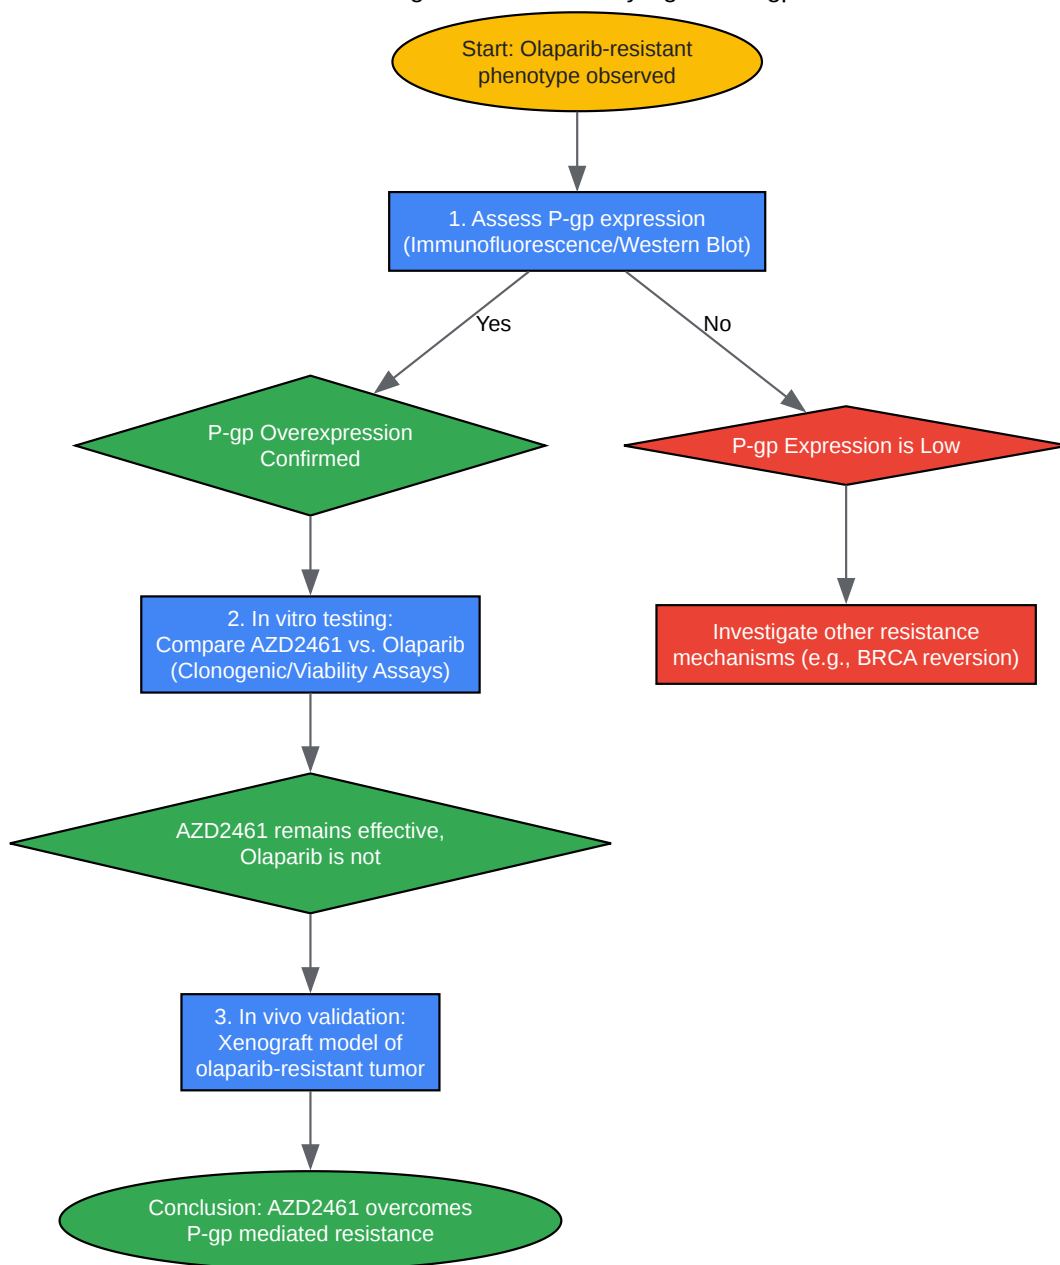 Start: Olaparib-resistant
phenotype observed
1. Assess P-gp expression
(Immunofluorescence/Western Blot)
Yes
No
P-gp Overexpression
Confirmed
P-gp Expression is Low
2. In vitro testing:
Compare AZD2461 vs. Olaparib
(Clonogenic/Viability Assays)
Investigate other resistance
mechanisms (e.g., BRCA reversion)
AZD2461 remains effective,
Olaparib is not
3. In vivo validation:
Xenograft model of
olaparib-resistant tumor
Conclusion: AZD2461 overcomes
P-gp mediated resistance